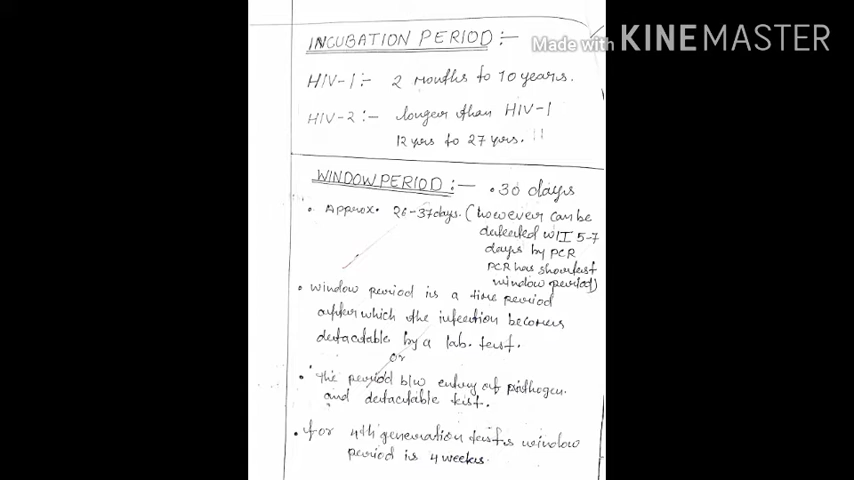 INCUBATION PERIOD :-
Made with KINEMASTER
HIV-1 :- 2 months to 10 years.
HIV-2 :- longer than HIV-1
12 yrs to 27 yrs. !!
WINDOW PERIOD :- .30 days
• Approx. 26-37 days. (however can be
detected W/I 5-7
days by PCR
PCR has shortest
window period)
• window period is a time period
after which the infection becomes
detactable by a lab. test.
or
• The period b/w entry of pathogen
and detactable test.
• for 4th generation tests window
period is 4 weeks.